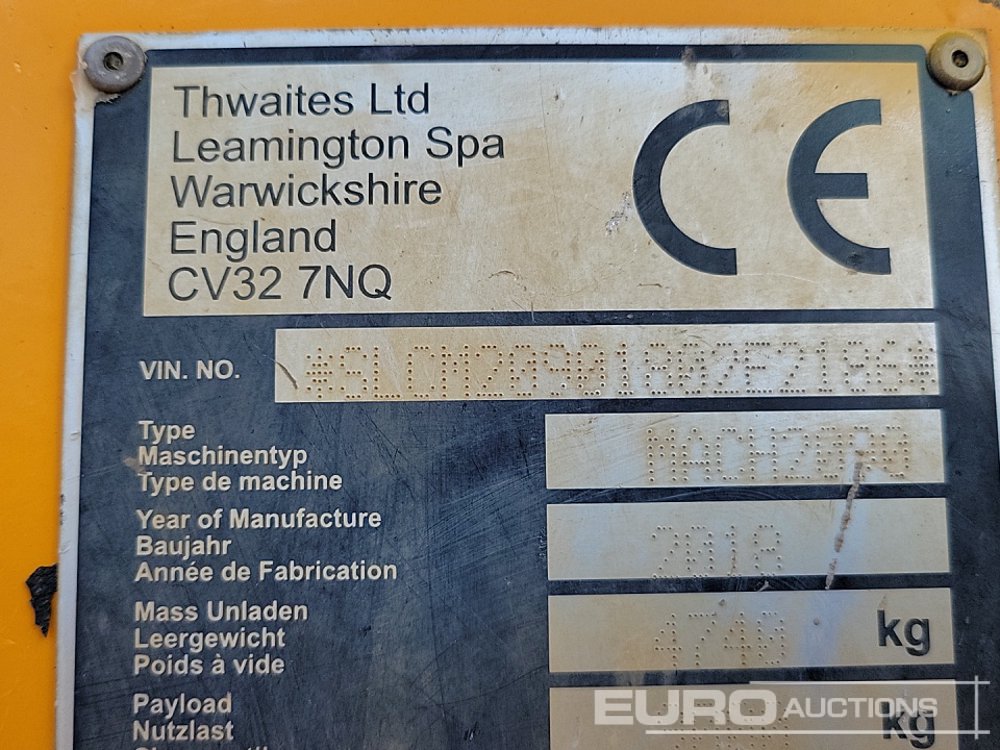 Thwaites Ltd
Leamington Spa
Warwickshire
England
CV32 7NQ
CE
VIN. NO.
Type
Maschinentyp
Type de machine
MACH2090
Year of Manufacture
Baujahr
Année de Fabrication
2018
Mass Unladen
Leergewicht
Poids à vide
kg
Payload
Nutzlast
kg
EURO AUCTIONS